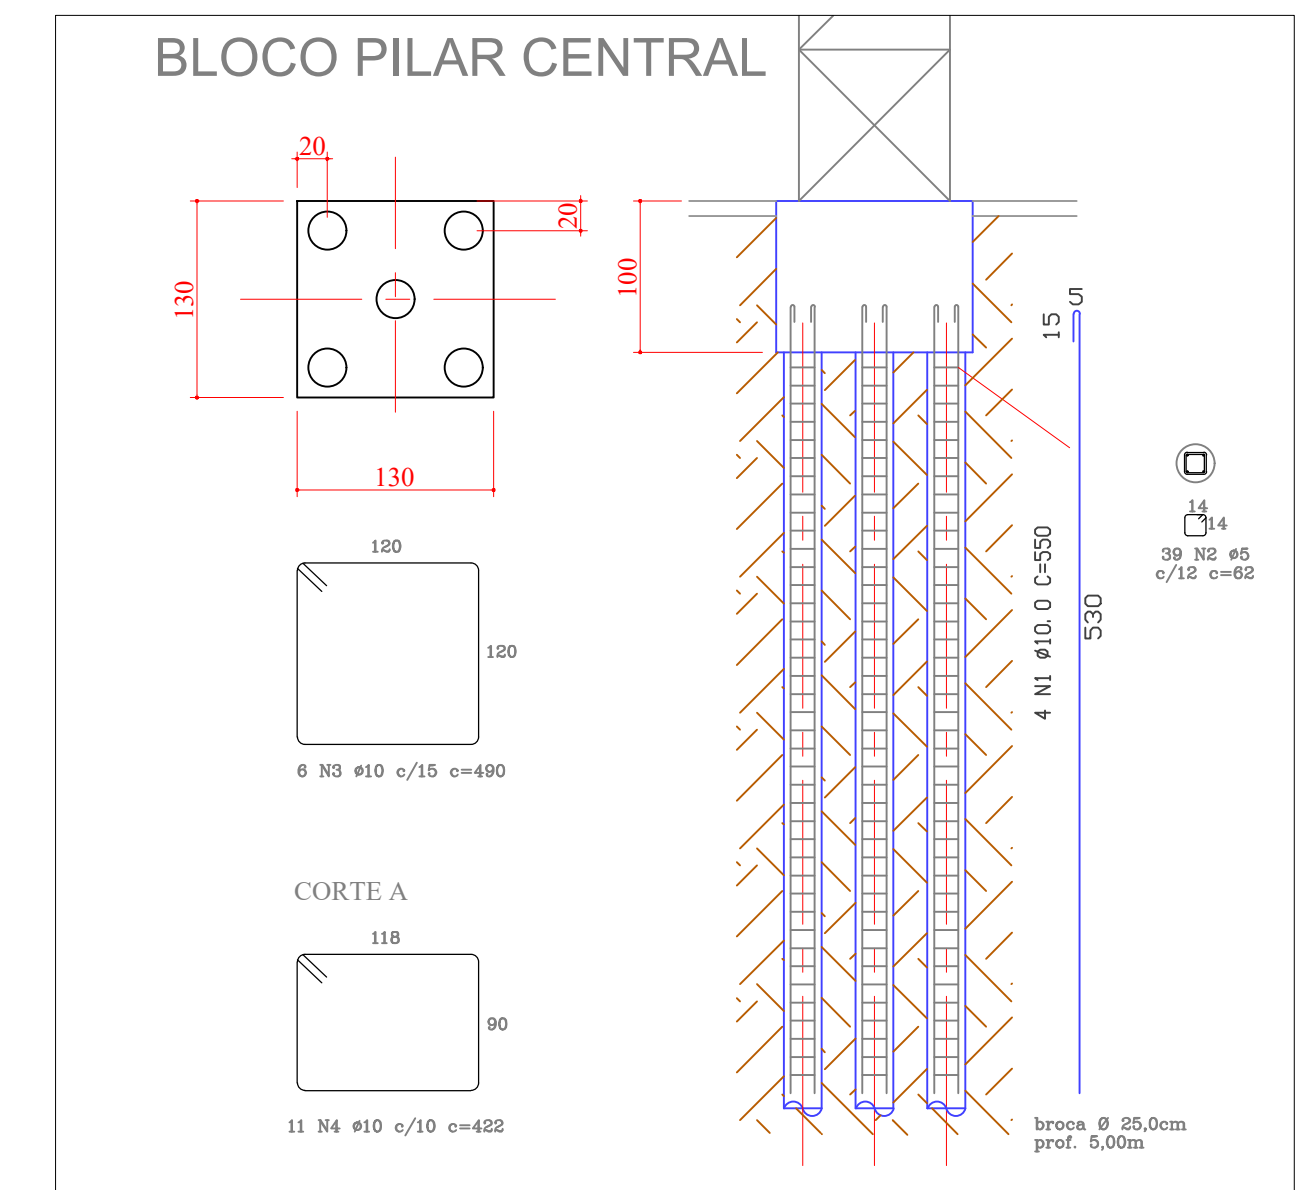 BLOCO PILAR CENTRAL
20
20
130
100
130
15 5
120
120
6 N3 ø10 c/15 c=490
14
14
39 N2 ø5
c/12 c=62
4 N1 ø10.0 C=550
530
CORTE A
118
90
11 N4 ø10 c/10 c=422
broca Ø 25,0cm
prof. 5,00m